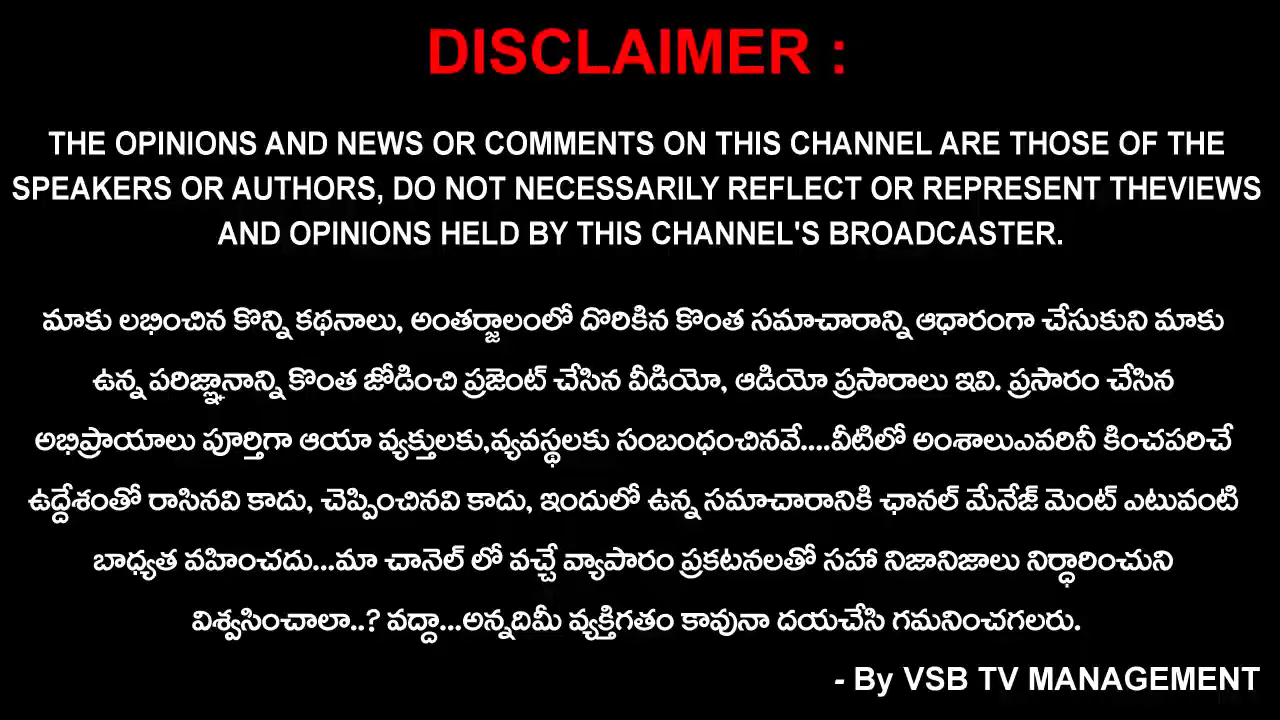 DISCLAIMER :
THE OPINIONS AND NEWS OR COMMENTS ON THIS CHANNEL ARE THOSE OF THE
SPEAKERS OR AUTHORS, DO NOT NECESSARILY REFLECT OR REPRESENT THEVIEWS
AND OPINIONS HELD BY THIS CHANNEL'S BROADCASTER.
మాకు లభించిన కొన్ని కథనాలు, అంతర్జాలంలో దొరికిన కొంత సమాచారాన్ని ఆధారంగా చేసుకుని మాకు
ఉన్న పరిజ్ఞానాన్ని కొంత జోడించి ప్రజెంట్ చేసిన వీడియో, ఆడియో ప్రసారాలు ఇవి. ప్రసారం చేసిన
అభిప్రాయాలు పూర్తిగా ఆయా వ్యక్తులకు,వ్యవస్థలకు సంబంధంచినవే....వీటిలో అంశాలుఎవరినీ కించపరిచే
ఉద్దేశంతో రాసినవి కాదు, చెప్పించినవి కాదు, ఇందులో ఉన్న సమాచారానికి ఛానల్ మేనేజ్ మెంట్ ఎటువంటి
బాధ్యత వహించదు...మా చానెల్ లో వచ్చే వ్యాపారం ప్రకటనలతో సహా నిజానిజాలు నిర్ధారించుని
విశ్వసించాలా..? వద్దా...అన్నదిమీ వ్యక్తిగతం కావునా దయచేసి గమనించగలరు.
- By VSB TV MANAGEMENT